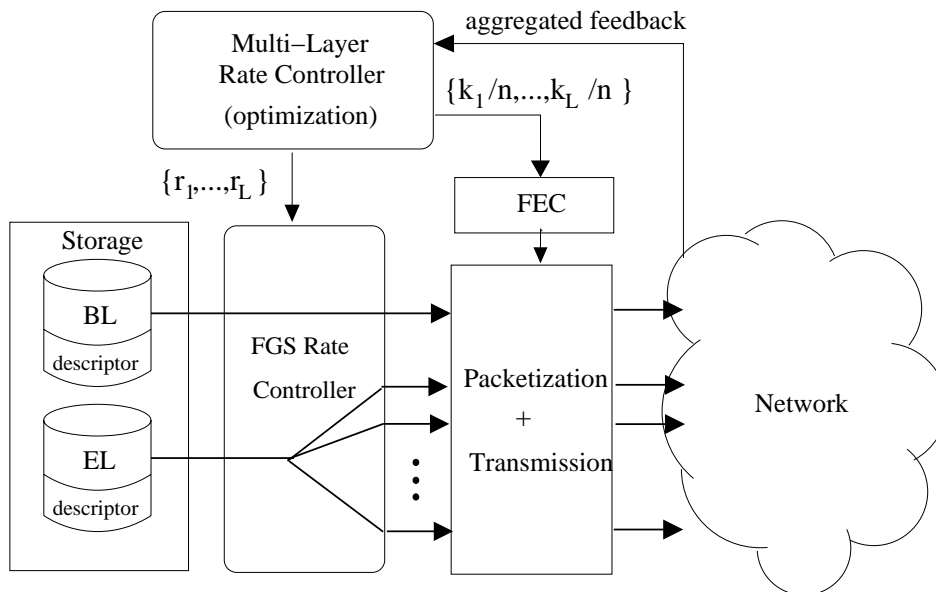 aggregated feedback
Multi−Layer
Rate Controller
(optimization)
{k1/n,...,kL /n }
{r1,...,rL }
FEC
Storage
BL
descriptor
FGS Rate
Controller
Packetization
+
Transmission
Network
EL
descriptor